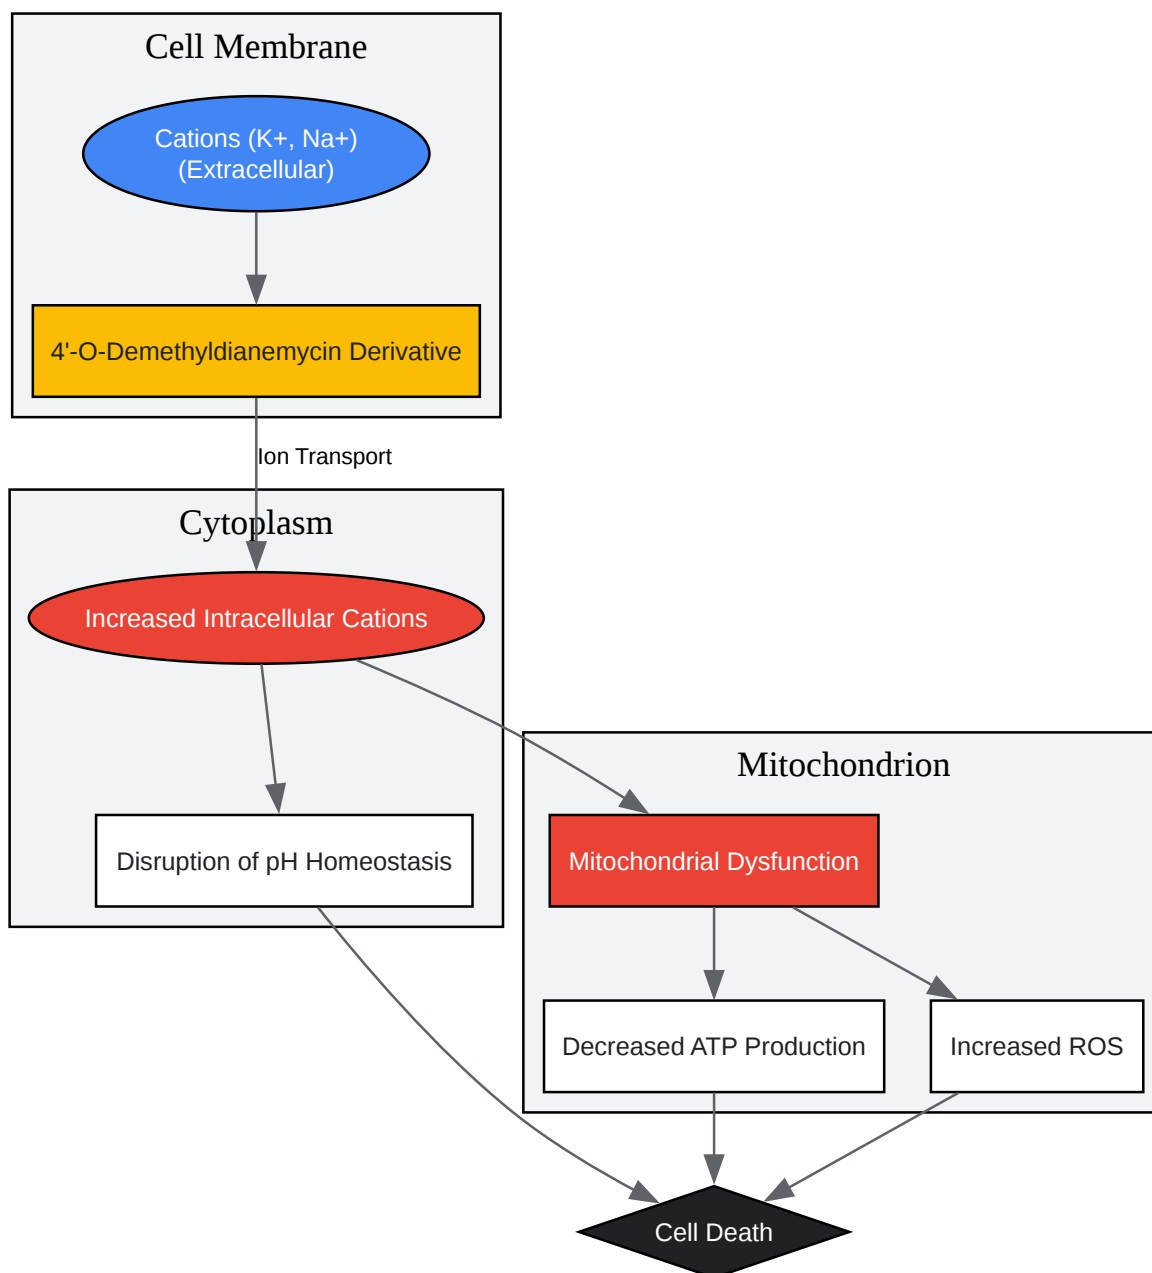 Cell Membrane
Cations (K+, Na+)
(Extracellular)
4'-O-Demethyldianemycin Derivative
Ion Transport
Cytoplasm
Increased Intracellular Cations
Mitochondrion
Disruption of pH Homeostasis
Mitochondrial Dysfunction
Decreased ATP Production
Increased ROS
Cell Death